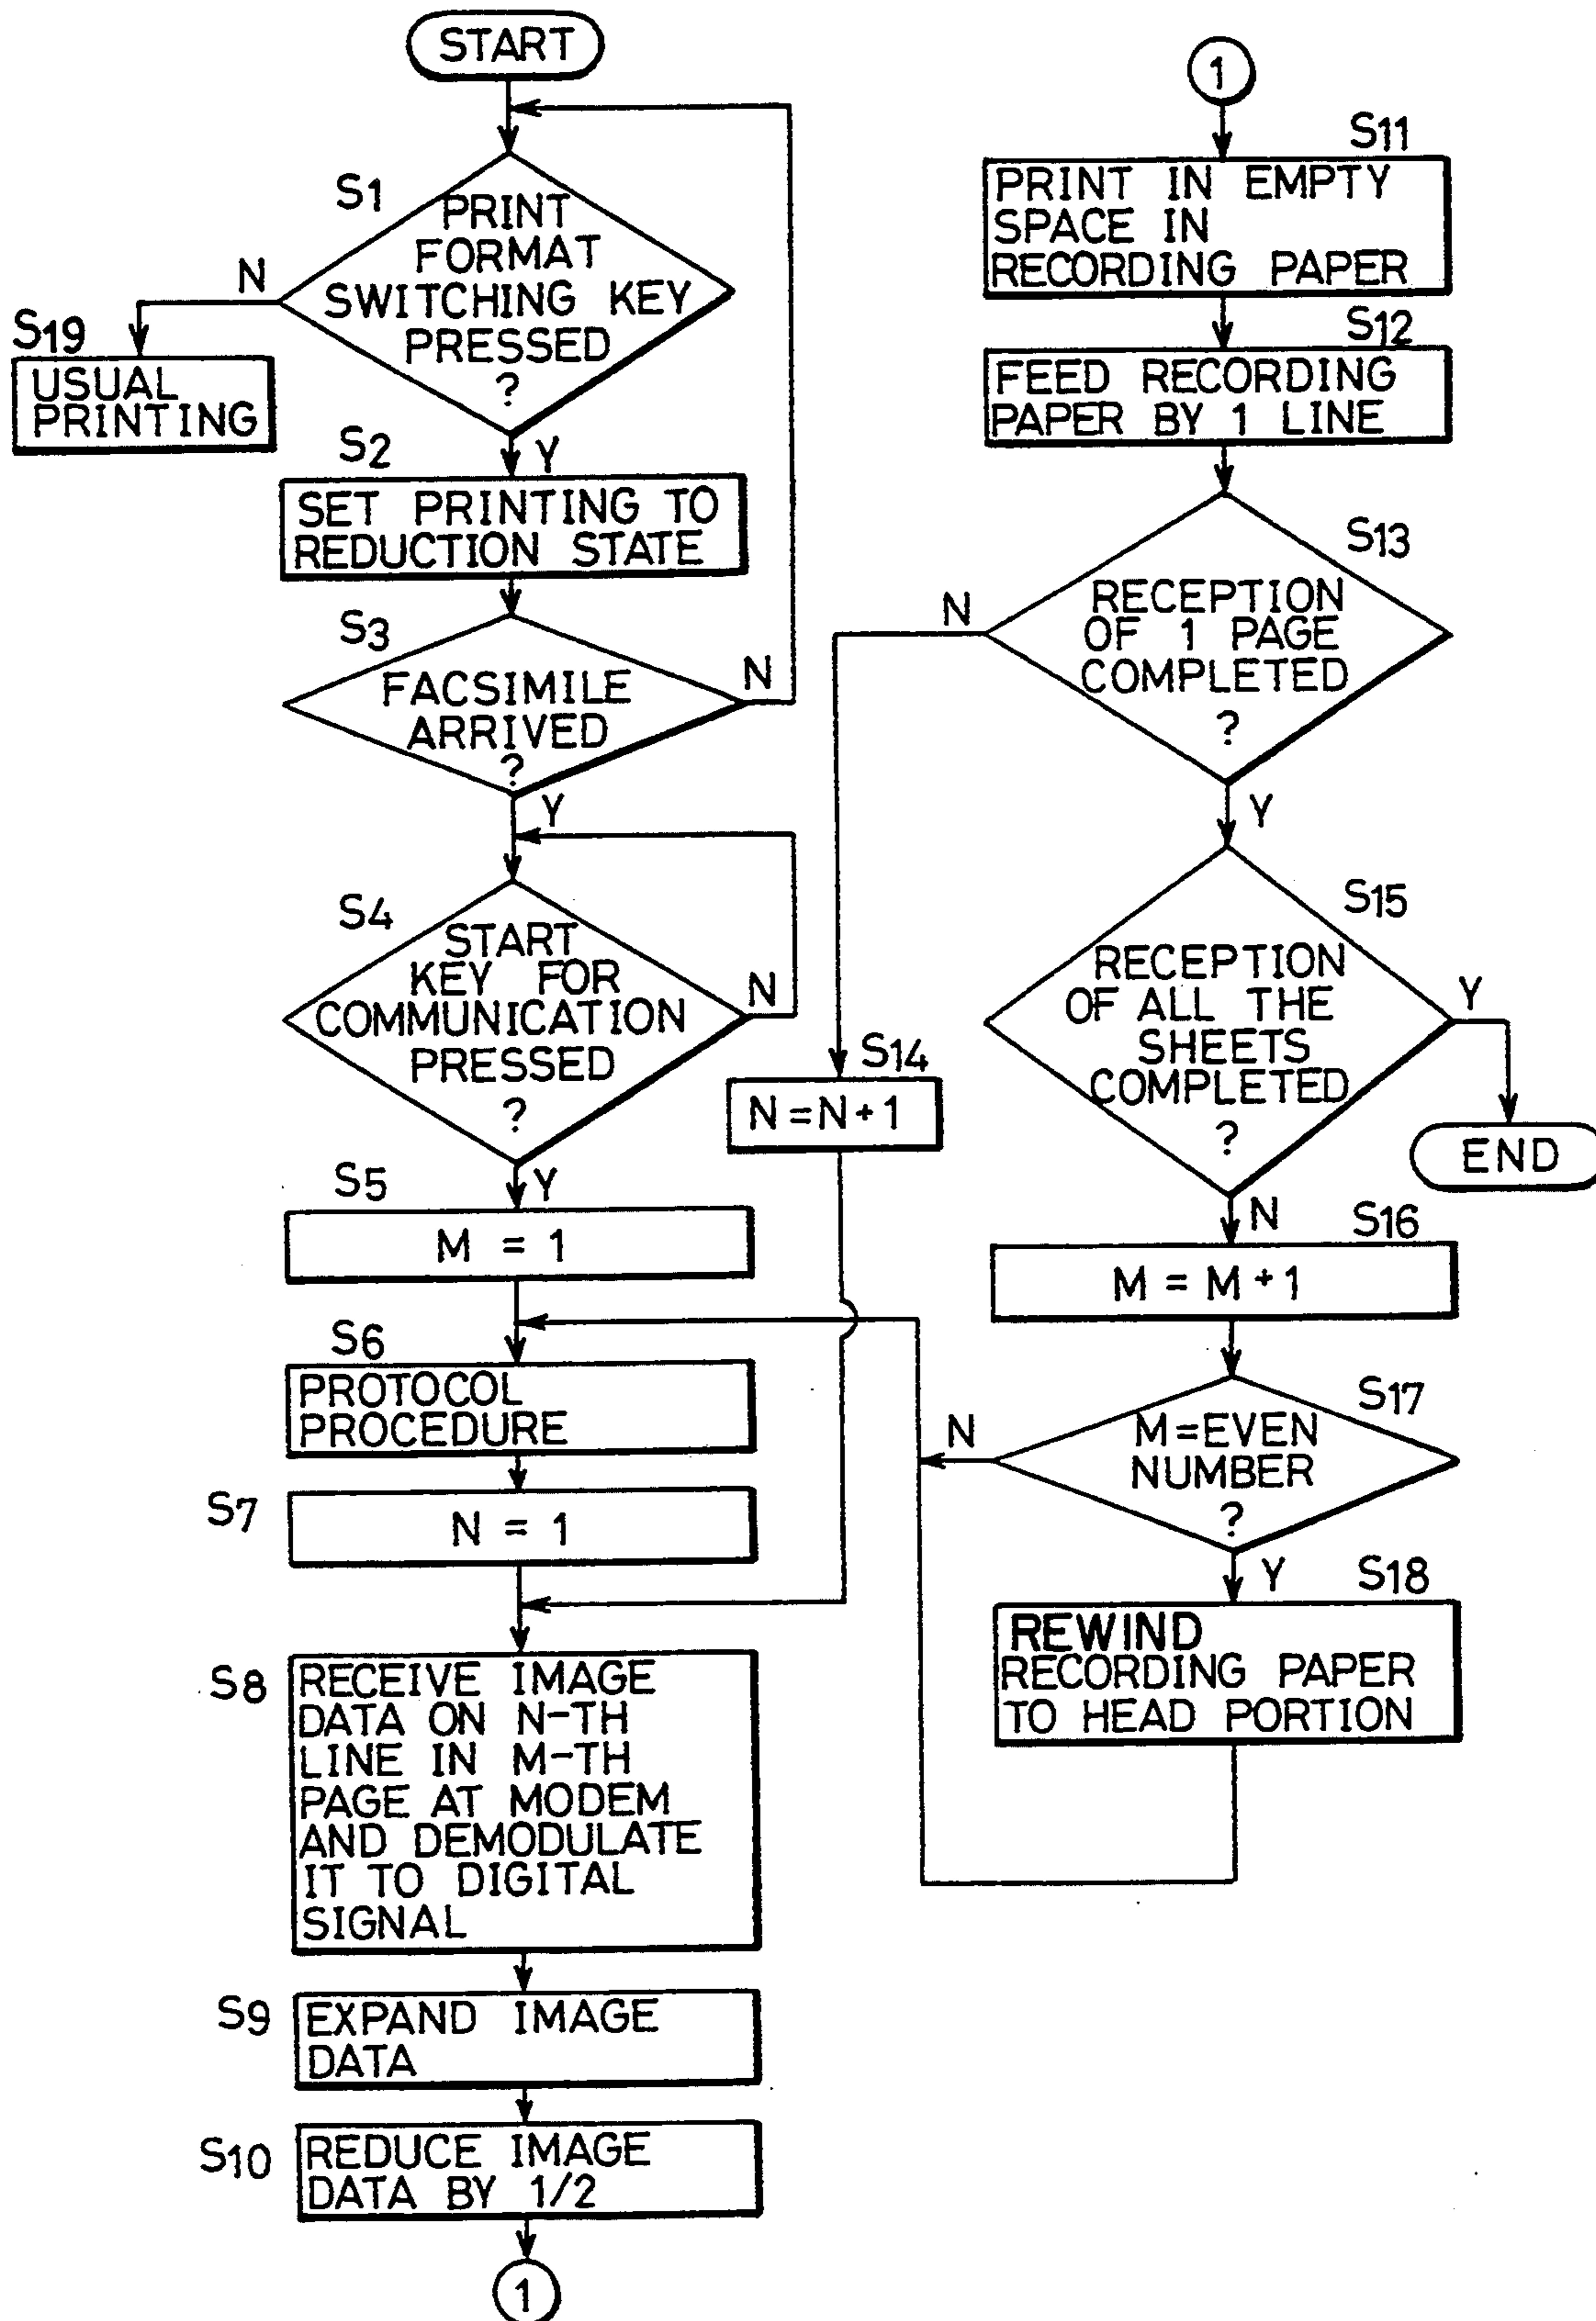 START
S1
PRINT
FORMAT
SWITCHING KEY
PRESSED
?
N
Y
S19
USUAL
PRINTING
S2
SET PRINTING TO
REDUCTION STATE
S3
FACSIMILE
ARRIVED
?
N
Y
S4
START
KEY FOR
COMMUNICATION
PRESSED
?
N
Y
S5
M = 1
S6
PROTOCOL
PROCEDURE
S7
N = 1
S8
RECEIVE IMAGE
DATA ON N-TH
LINE IN M-TH
PAGE AT MODEM
AND DEMODULATE
IT TO DIGITAL
SIGNAL
S9
EXPAND IMAGE
DATA
S10
REDUCE IMAGE
DATA BY 1/2
1
1
S11
PRINT IN EMPTY
SPACE IN
RECORDING PAPER
S12
FEED RECORDING
PAPER BY 1 LINE
S13
RECEPTION
OF 1 PAGE
COMPLETED
?
N
Y
S14
N=N+1
S15
RECEPTION
OF ALL THE
SHEETS
COMPLETED
?
Y
END
N
S16
M = M+1
S17
M=EVEN
NUMBER
?
N
Y
S18
REWIND
RECORDING PAPER
TO HEAD PORTION